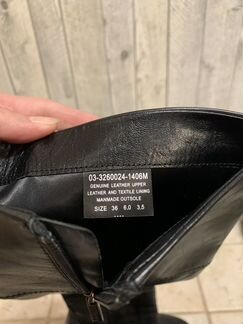 03-3260024-1406M
GENUINE LEATHER UPPER
LEATHER AND TEXTILE LINING
MANMADE OUTSOLE
SIZE 36 6,0 3,5